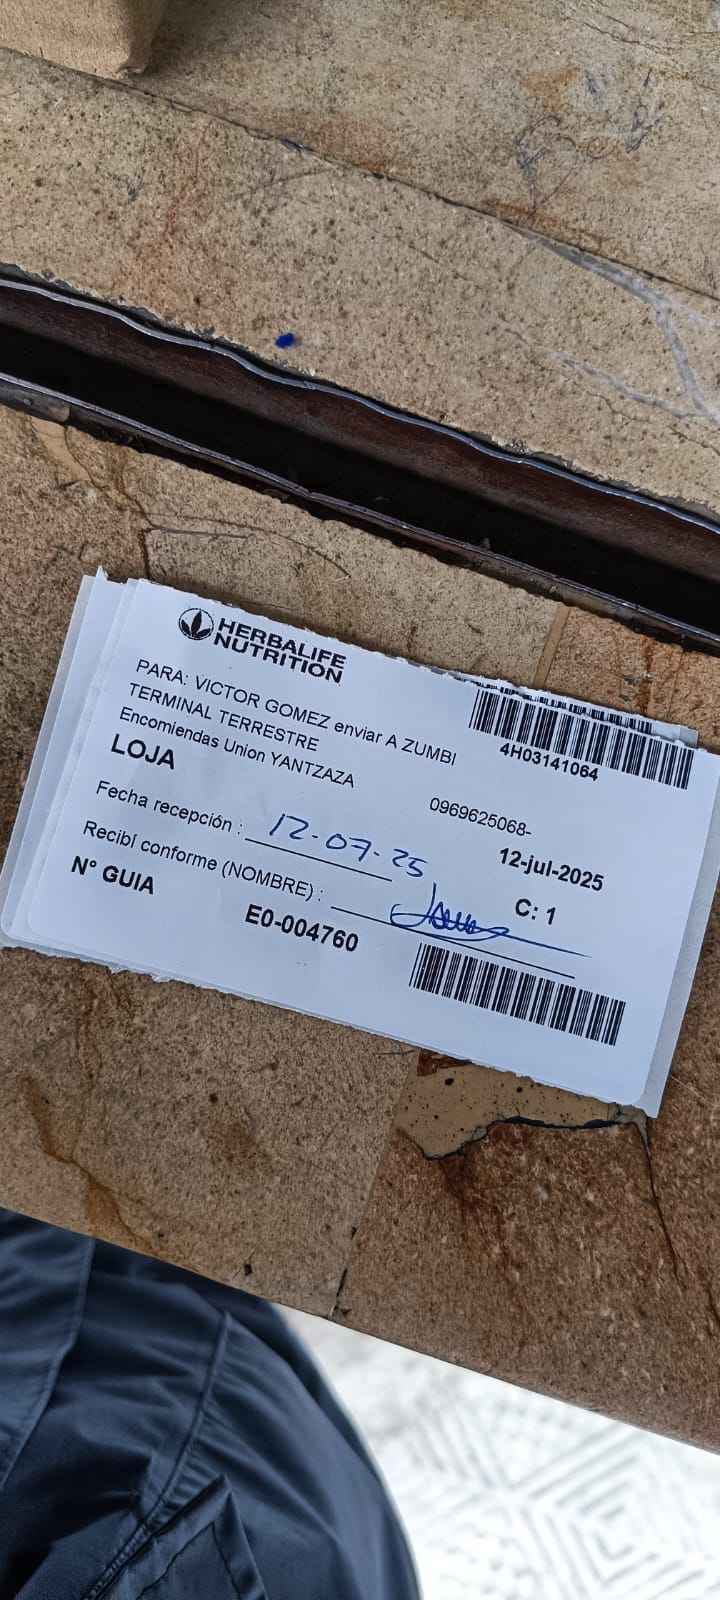 HERBALIFE
NUTRITION
PARA: VICTOR GOMEZ enviar A ZUMBI
TERMINAL TERRESTRE
Encomiendas Union YANTZAZA
LOJA
4H03141064
0969625068-
Fecha recepción : 12-07-25
12-jul-2025
Recibí conforme (NOMBRE) :
C: 1
N° GUIA
E0-004760